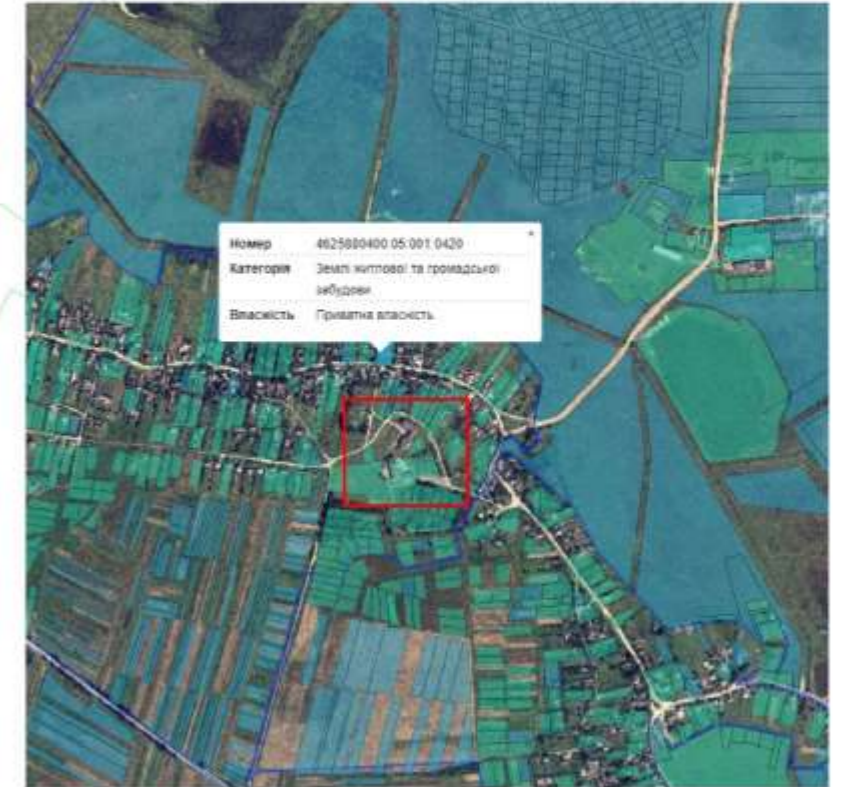 Номер 4625880400:05:001:0420
Категорія Землі житлової та громадської
забудови
Власність Приватна власність